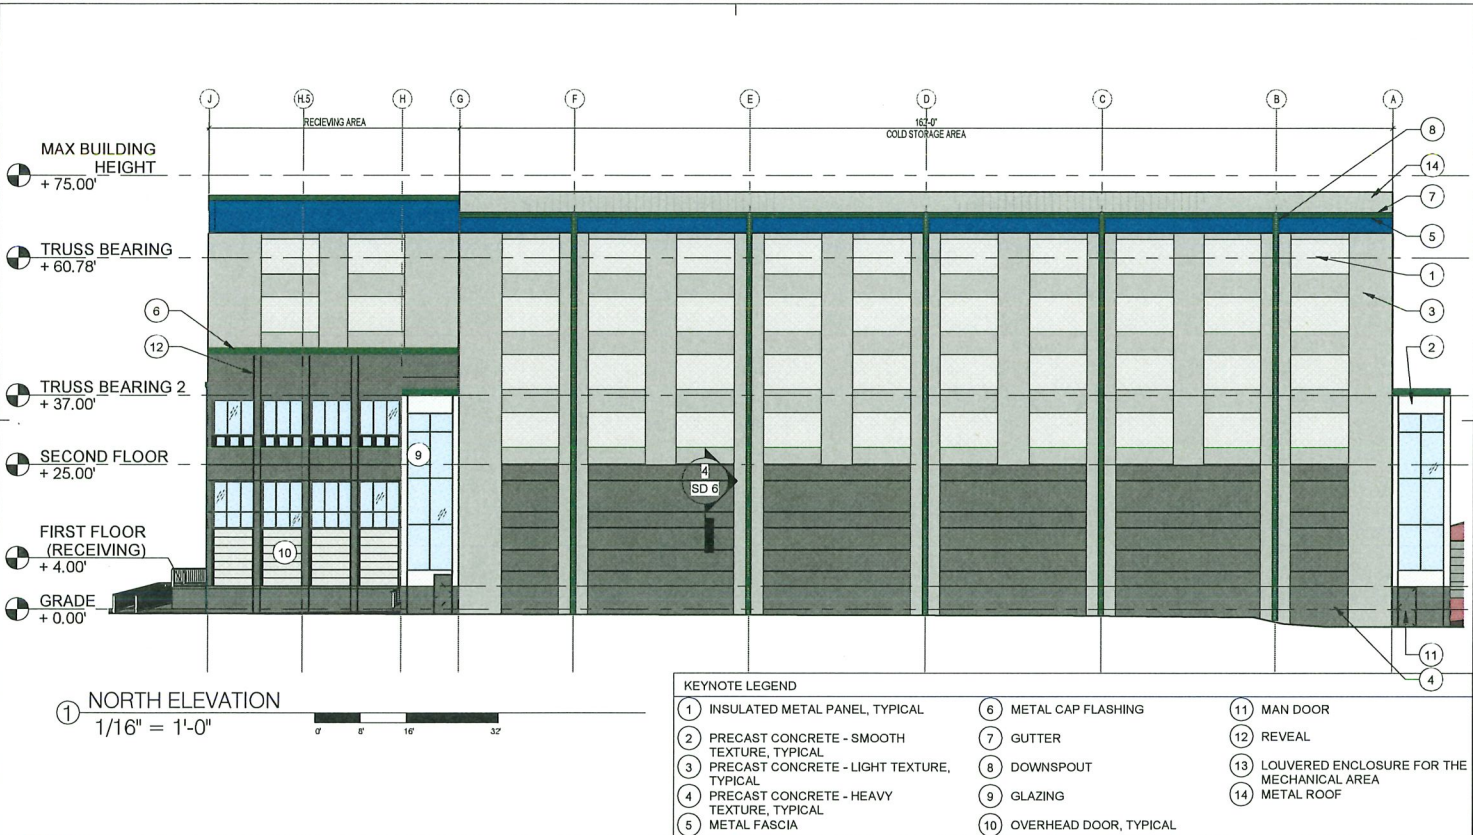 J H.5 H G F E D C B A
RECIEVING AREA
162'-0"
COLD STORAGE AREA
8
MAX BUILDING
HEIGHT
+ 75.00'
14
7
5
TRUSS BEARING
+ 60.78'
1
6
3
12
2
TRUSS BEARING 2
+ 37.00'
9
SECOND FLOOR
+ 25.00'
4
SD 6
FIRST FLOOR
(RECEIVING)
+ 4.00'
10
GRADE
+ 0.00'
11
4
1 NORTH ELEVATION
1/16" = 1'-0"
0' 8' 16' 32'
KEYNOTE LEGEND
1 INSULATED METAL PANEL, TYPICAL
2 PRECAST CONCRETE - SMOOTH
TEXTURE, TYPICAL
3 PRECAST CONCRETE - LIGHT TEXTURE,
TYPICAL
4 PRECAST CONCRETE - HEAVY
TEXTURE, TYPICAL
5 METAL FASCIA
6 METAL CAP FLASHING
7 GUTTER
8 DOWNSPOUT
9 GLAZING
10 OVERHEAD DOOR, TYPICAL
11 MAN DOOR
12 REVEAL
13 LOUVERED ENCLOSURE FOR THE
MECHANICAL AREA
14 METAL ROOF